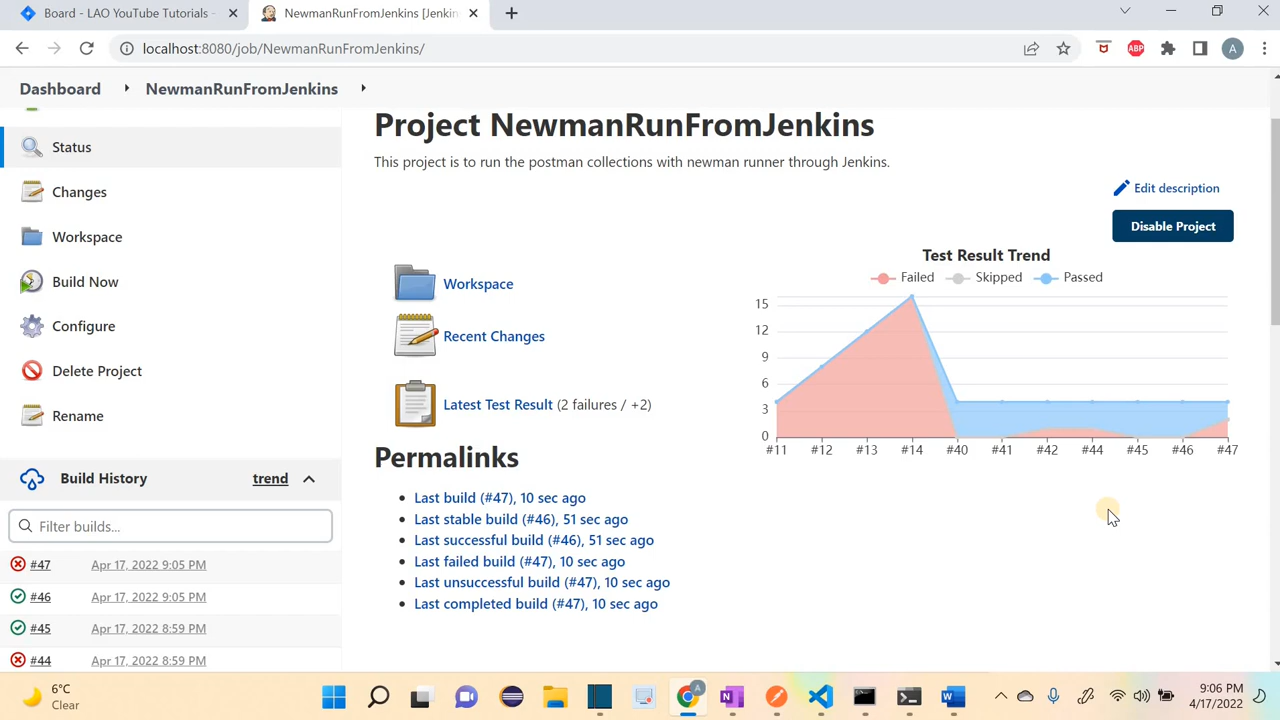 Board - LAO YouTube Tutorials -
NewmanRunFromJenkins [Jenkin
localhost:8080/job/NewmanRunFromJenkins/
ABP
A
Dashboard
NewmanRunFromJenkins
Status
Changes
Workspace
Build Now
Configure
Delete Project
Rename
Build History
trend
Filter builds...
#47 Apr 17, 2022 9:05 PM
#46 Apr 17, 2022 9:05 PM
#45 Apr 17, 2022 8:59 PM
#44 Apr 17, 2022 8:59 PM
Project NewmanRunFromJenkins
This project is to run the postman collections with newman runner through Jenkins.
Edit description
Disable Project
Workspace
Recent Changes
Latest Test Result (2 failures / +2)
Test Result Trend
Failed Skipped Passed
15
12
9
6
3
0
#11 #12 #13 #14 #40 #41 #42 #44 #45 #46 #47
Permalinks
Last build (#47), 10 sec ago
Last stable build (#46), 51 sec ago
Last successful build (#46), 51 sec ago
Last failed build (#47), 10 sec ago
Last unsuccessful build (#47), 10 sec ago
Last completed build (#47), 10 sec ago
6°C
Clear
A
9:06 PM
4/17/2022